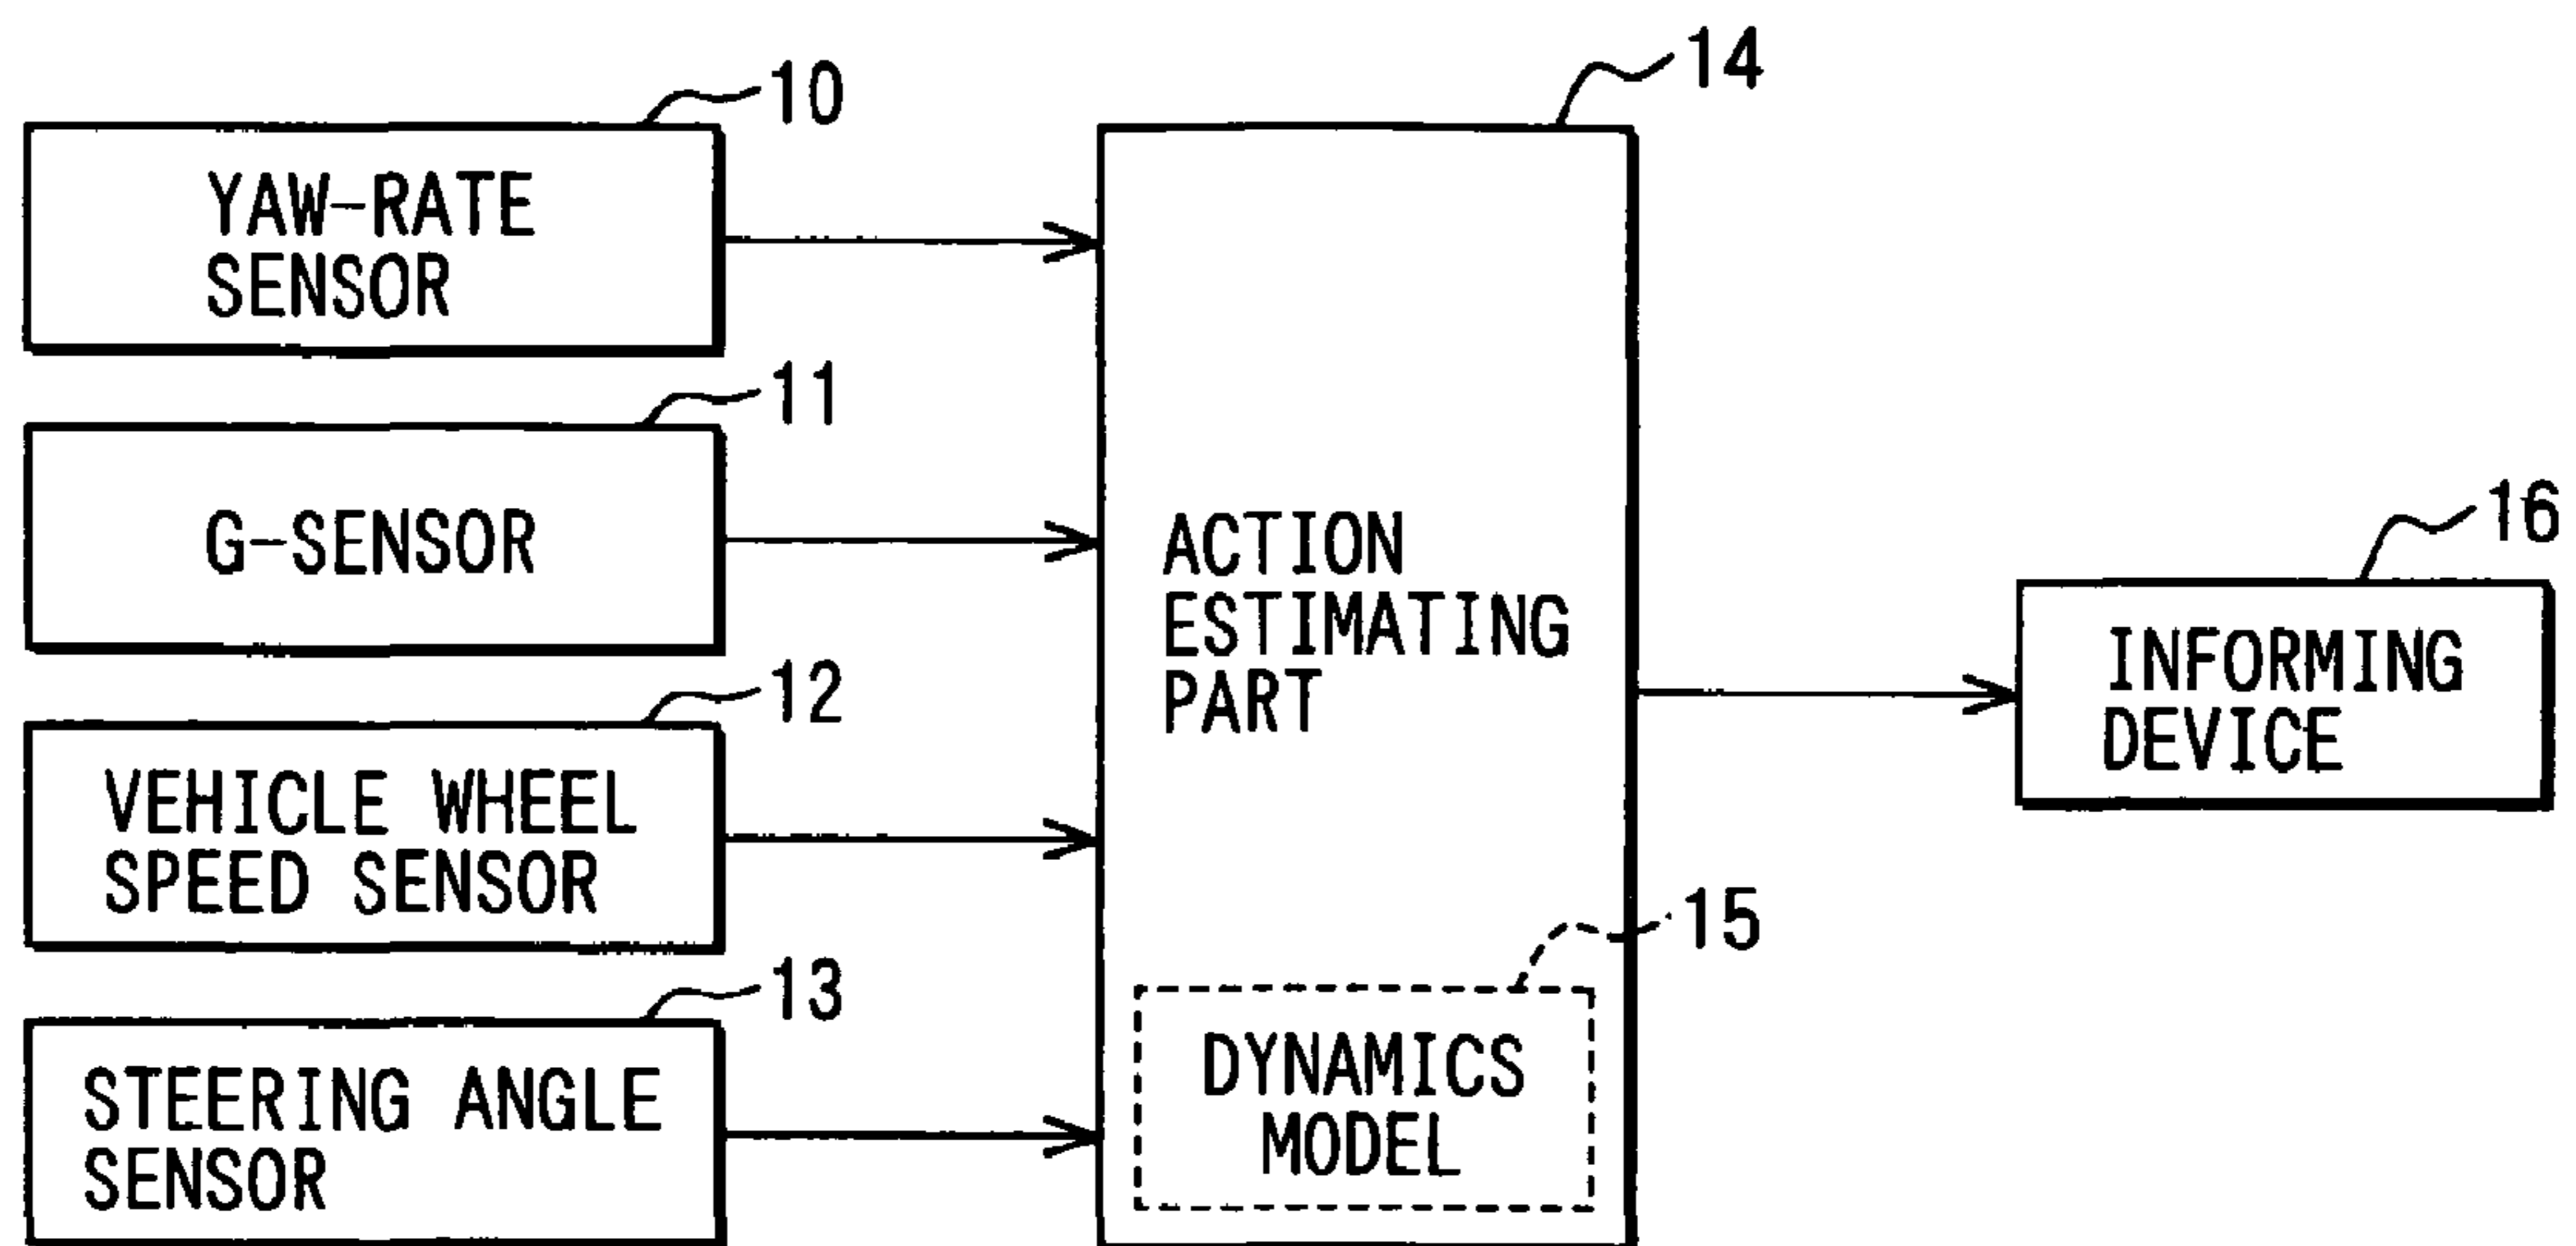 10
YAW-RATE
SENSOR
11
G-SENSOR
12
VEHICLE WHEEL
SPEED SENSOR
13
STEERING ANGLE
SENSOR
14
ACTION
ESTIMATING
PART
15
DYNAMICS
MODEL
16
INFORMING
DEVICE